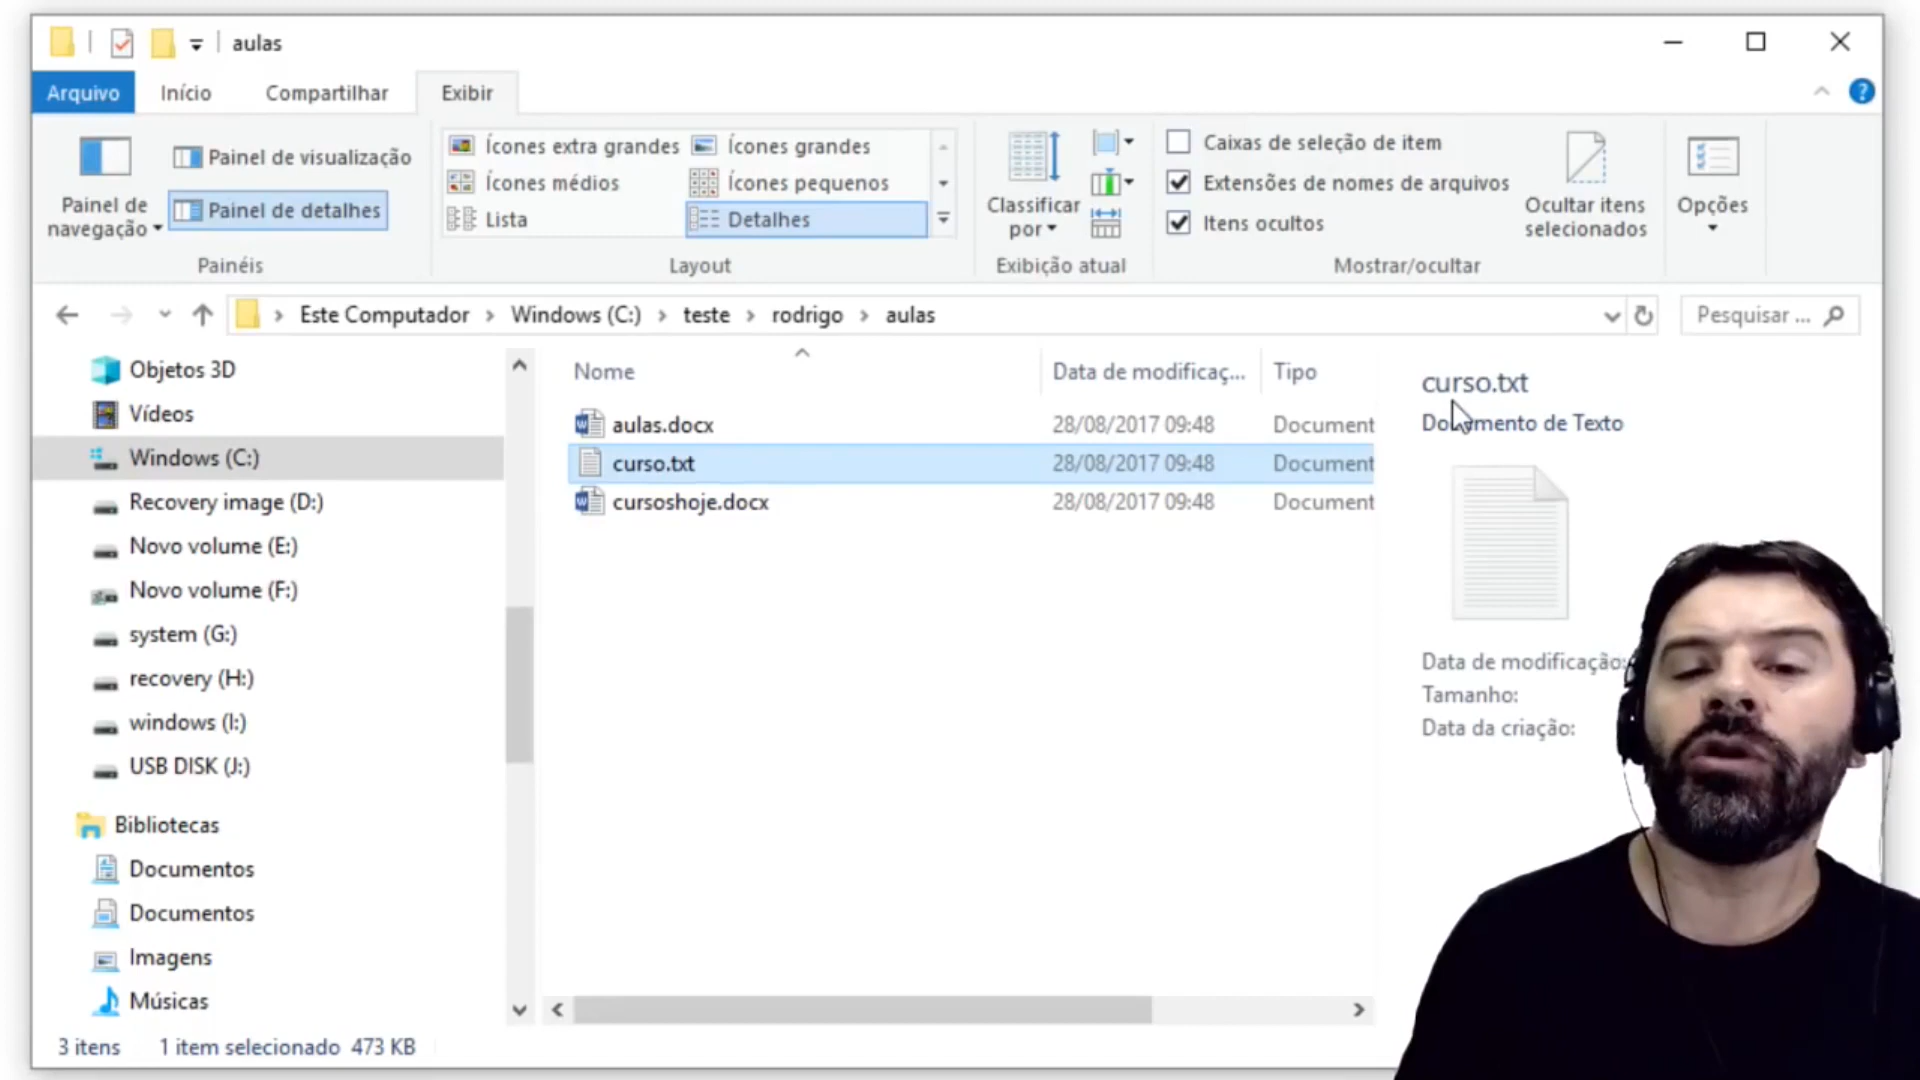 aulas
Arquivo Início Compartilhar Exibir
Painel de navegação
Painel de visualização
Painel de detalhes
Painéis
Ícones extra grandes
Ícones grandes
Ícones médios
Ícones pequenos
Lista
Detalhes
Layout
Classificar por
Exibição atual
Caixas de seleção de item
Extensões de nomes de arquivos
Itens ocultos
Mostrar/ocultar
Ocultar itens selecionados
Opções
Este Computador > Windows (C:) > teste > rodrigo > aulas
Pesquisar ...
Objetos 3D
Vídeos
Windows (C:)
Recovery image (D:)
Novo volume (E:)
Novo volume (F:)
system (G:)
recovery (H:)
windows (I:)
USB DISK (J:)
Bibliotecas
Documentos
Documentos
Imagens
Músicas
Nome Data de modificaç... Tipo
aulas.docx 28/08/2017 09:48 Document
curso.txt 28/08/2017 09:48 Document
cursoshoje.docx 28/08/2017 09:48 Document
curso.txt
Documento de Texto
Data de modificação:
Tamanho:
Data da criação:
3 itens 1 item selecionado 473 KB